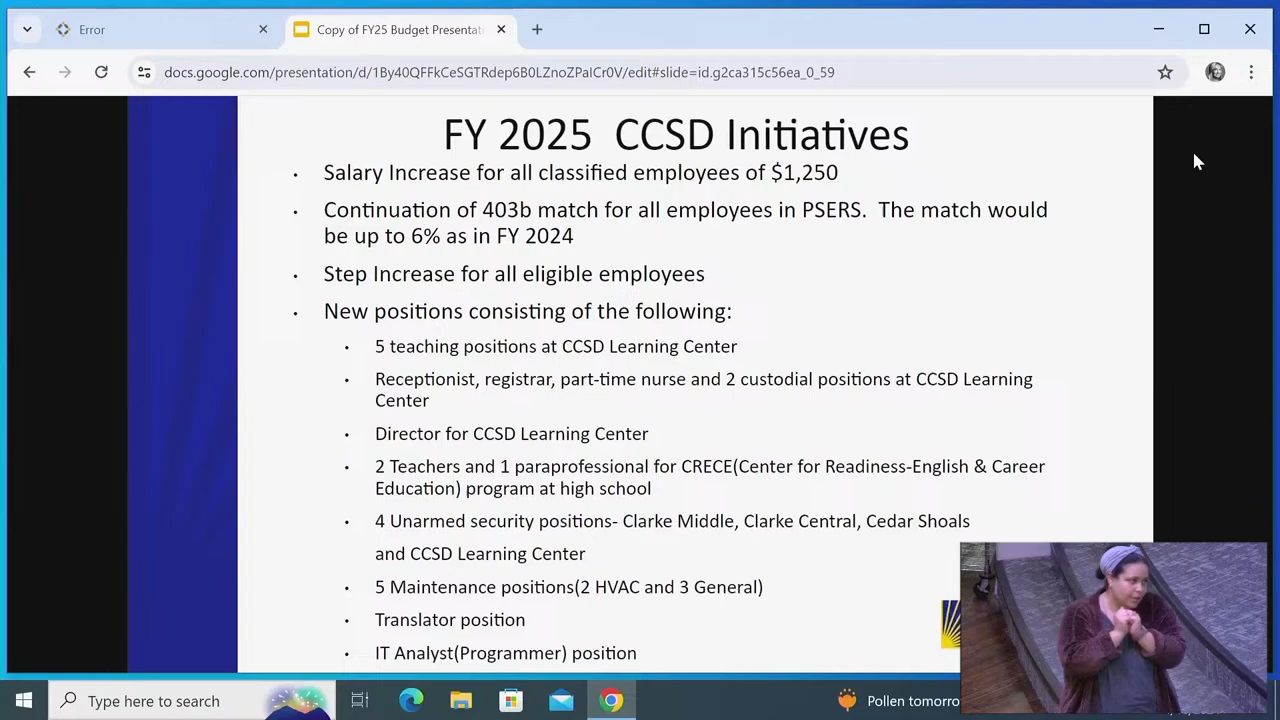 Error
Copy of FY25 Budget Presentat
docs.google.com/presentation/d/1By40QFFkCeSGTRdep6B0LZnoZPaICr0V/edit#slide=id.g2ca315c56ea_0_59
FY 2025  CCSD Initiatives
• Salary Increase for all classified employees of $1,250
• Continuation of 403b match for all employees in PSERS.  The match would
be up to 6% as in FY 2024
• Step Increase for all eligible employees
• New positions consisting of the following:
• 5 teaching positions at CCSD Learning Center
• Receptionist, registrar, part-time nurse and 2 custodial positions at CCSD Learning
Center
• Director for CCSD Learning Center
• 2 Teachers and 1 paraprofessional for CRECE(Center for Readiness-English & Career
Education) program at high school
• 4 Unarmed security positions- Clarke Middle, Clarke Central, Cedar Shoals
and CCSD Learning Center
• 5 Maintenance positions(2 HVAC and 3 General)
• Translator position
• IT Analyst(Programmer) position
Type here to search
Pollen tomorro